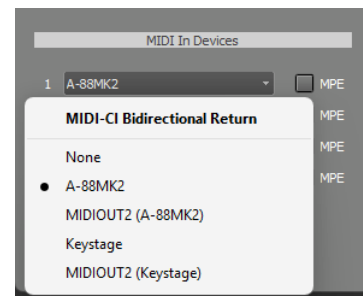 MIDI In Devices
1 A-88MK2 MPE
MIDI-CI Bidirectional Return MPE
None MPE
A-88MK2 MPE
MIDIOUT2 (A-88MK2)
Keystage
MIDIOUT2 (Keystage)